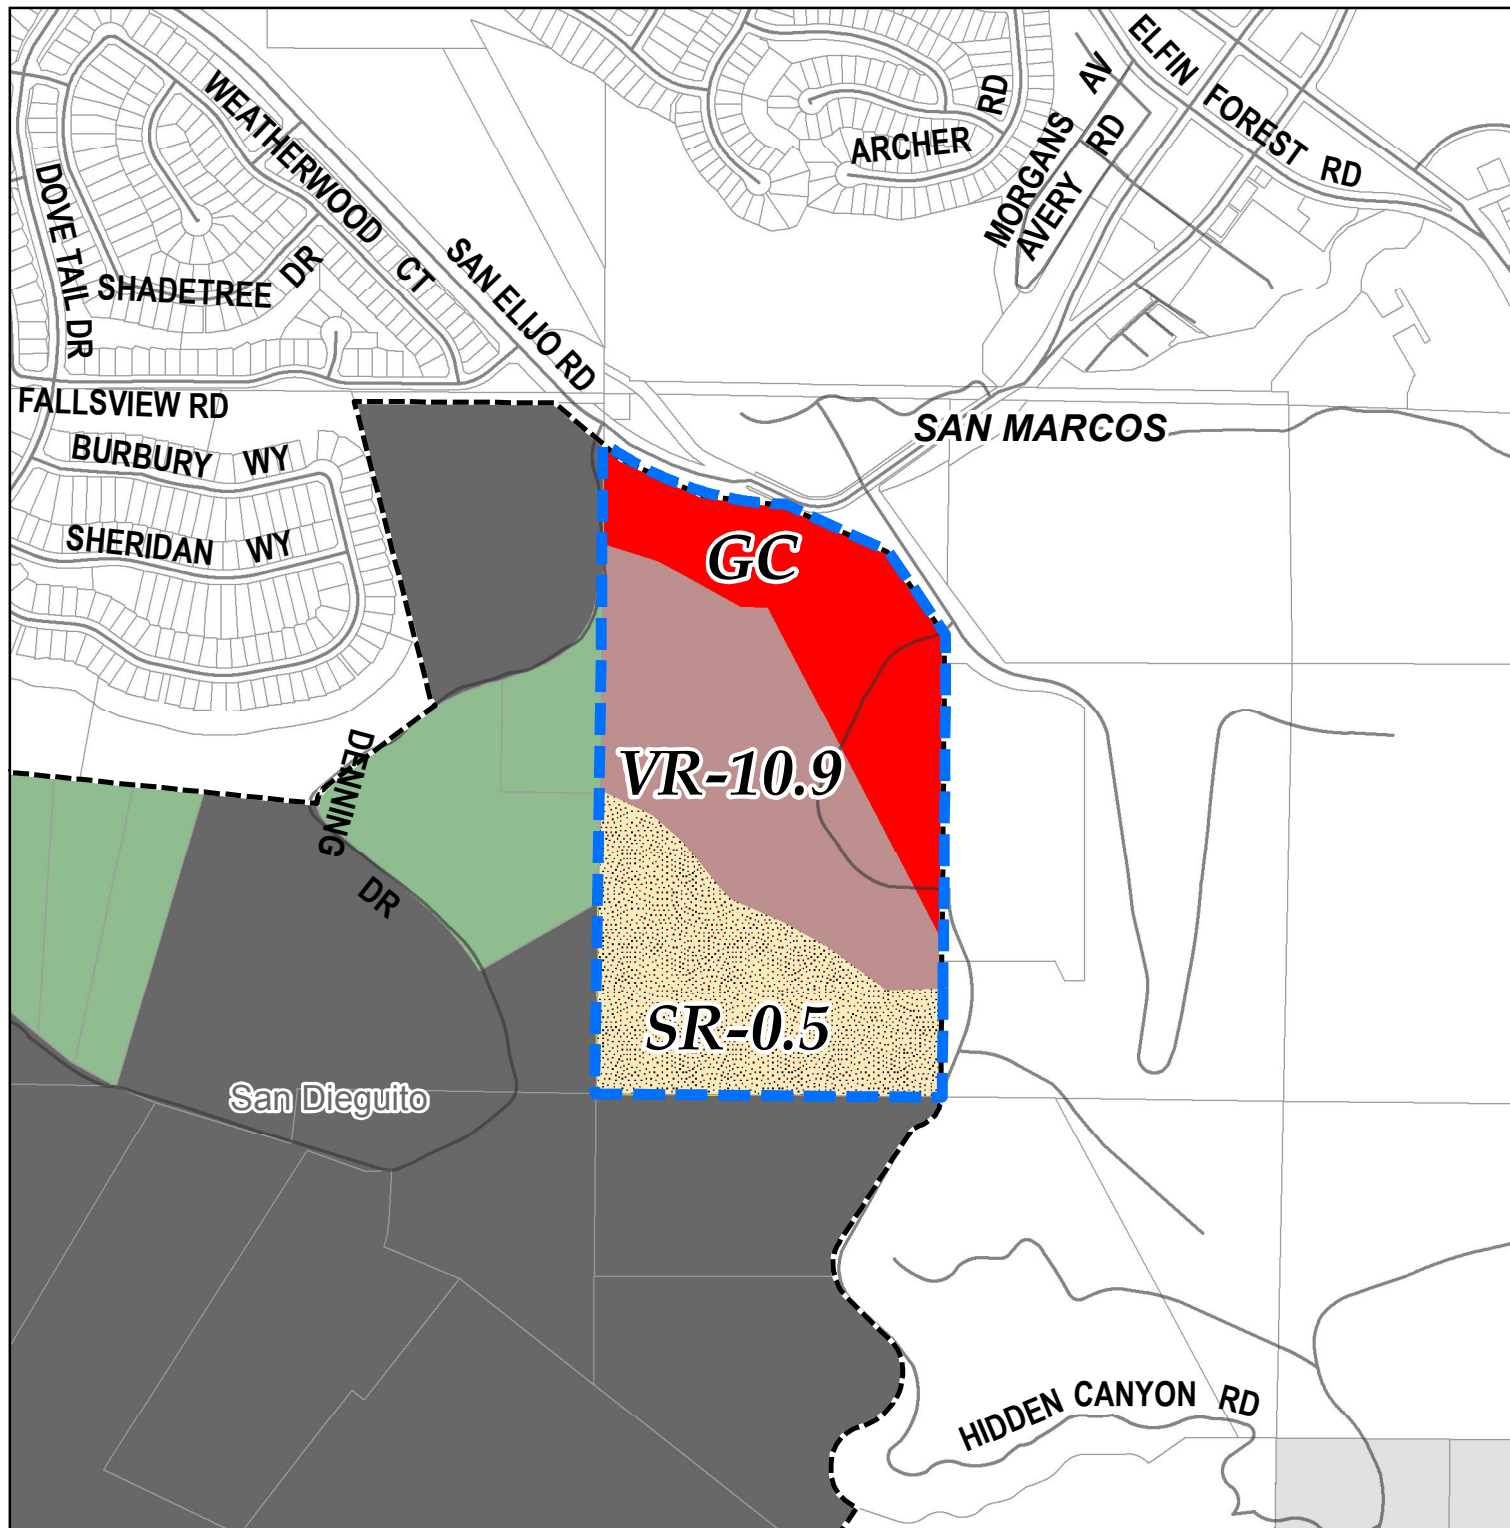 ELFIN FOREST RD
WEATHERWOOD CT
ARCHER RD
MORGANS AV
AVERY RD
DOVE TAIL DR
SHADETREE DR
SAN ELIJO RD
FALLSVIEW RD
SAN MARCOS
BURBURY WY
SHERIDAN WY
GC
VR-10.9
DENNING DR
SR-0.5
San Dieguito
HIDDEN CANYON RD